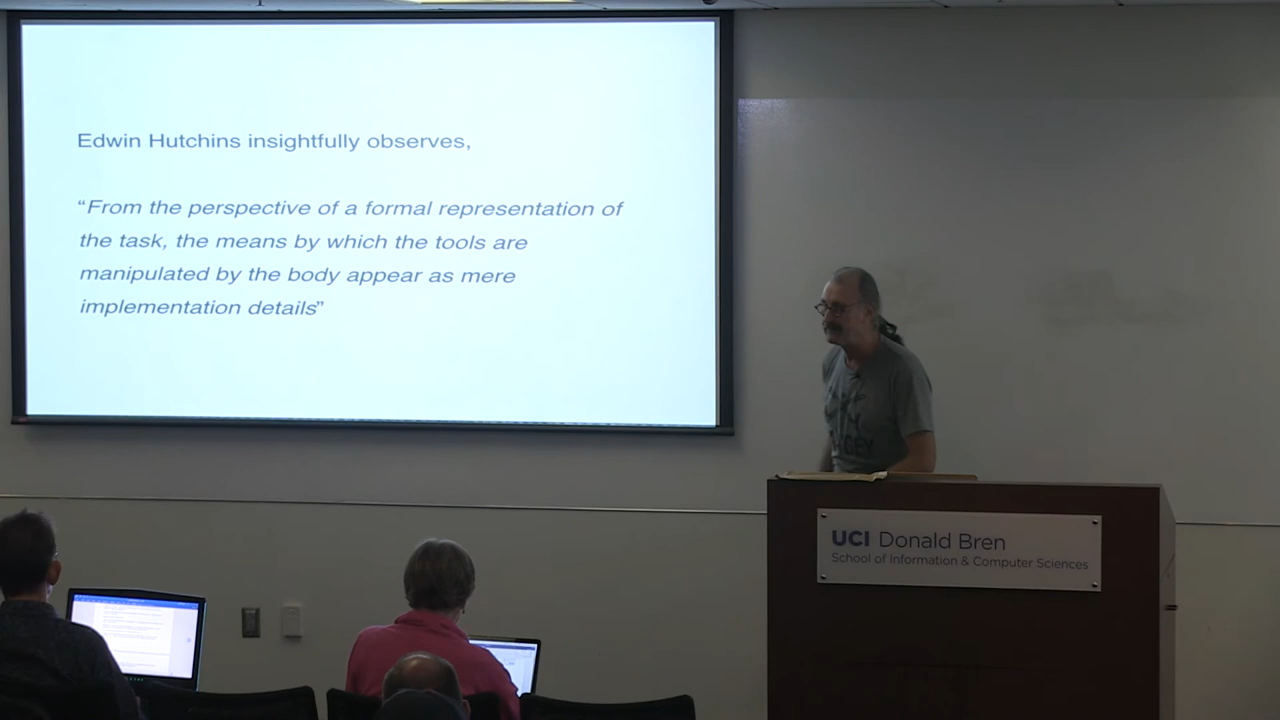 Edwin Hutchins insightfully observes,
“From the perspective of a formal representation of
the task, the means by which the tools are
manipulated by the body appear as mere
implementation details”
UCI Donald Bren
School of Information & Computer Sciences